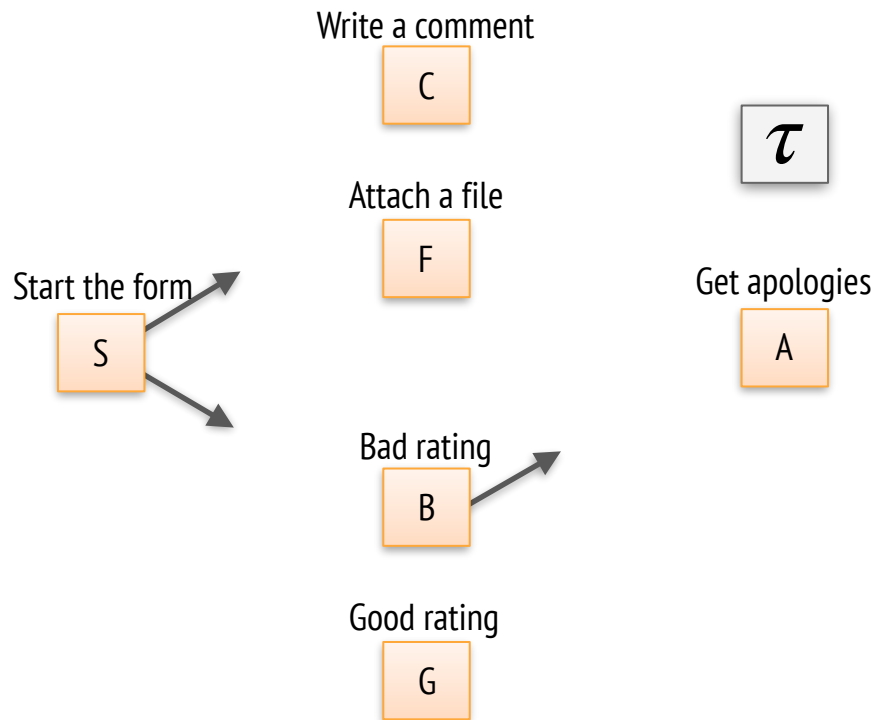 Write a comment
C
τ
Attach a file
F
Start the form
S
Get apologies
A
Bad rating
B
Good rating
G